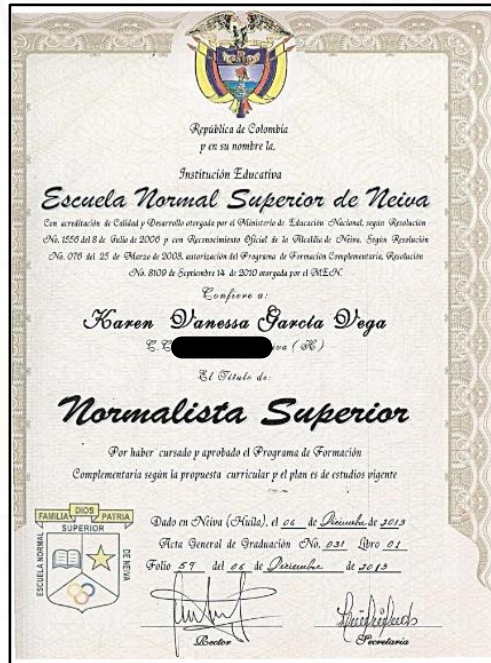 República de Colombia
y en su nombre la,
Institución Educativa
Escuela Normal Superior de Neiva
Con acreditación de Calidad y Desarrollo otorgado por el Ministerio de Educación Nacional, según Resolución
No. 1556 del 8 de Julio de 2006 y con Reconocimiento Oficial de la Alcaldía de Neiva. Según Resolución
No. 076 del 25 de Marzo de 2003, autorización del Programa de Formación Complementaria, Resolución
No. 8109 de Septiembre 14 de 2010 otorgada por el MEN.
Confiere a:
Karen Vanessa García Vega
C.C iva (H)
El Título de:
Normalista Superior
Por haber cursado y aprobado el Programa de Formación
Complementaria según la propuesta curricular y el plan es de estudios vigente
Dado en Neiva (Huila), el 06 de Diciembre de 2013
Acta General de Graduación No. 031 Libro 01
Folio 57 del 06 de Diciembre de 2013
FAMILIA DIOS PATRIA
SUPERIOR
ESCUELA NORMAL
DE NEIVA
Rector
Secretaria